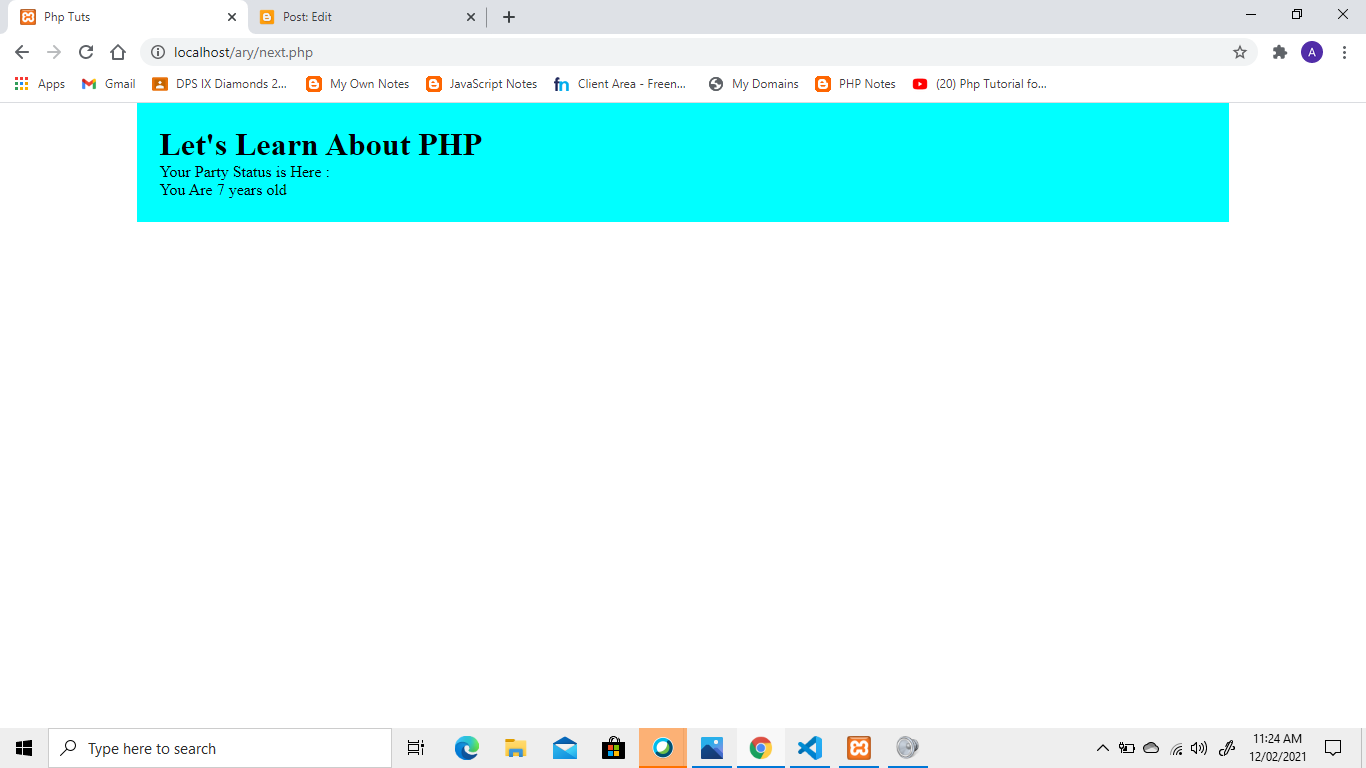 Php Tuts
Post: Edit
localhost/ary/next.php
A
Apps
Gmail
DPS IX Diamonds 2...
My Own Notes
JavaScript Notes
fn
Client Area - Freen...
My Domains
PHP Notes
(20) Php Tutorial fo...
Let's Learn About PHP
Your Party Status is Here :
You Are 7 years old
Type here to search
11:24 AM
12/02/2021